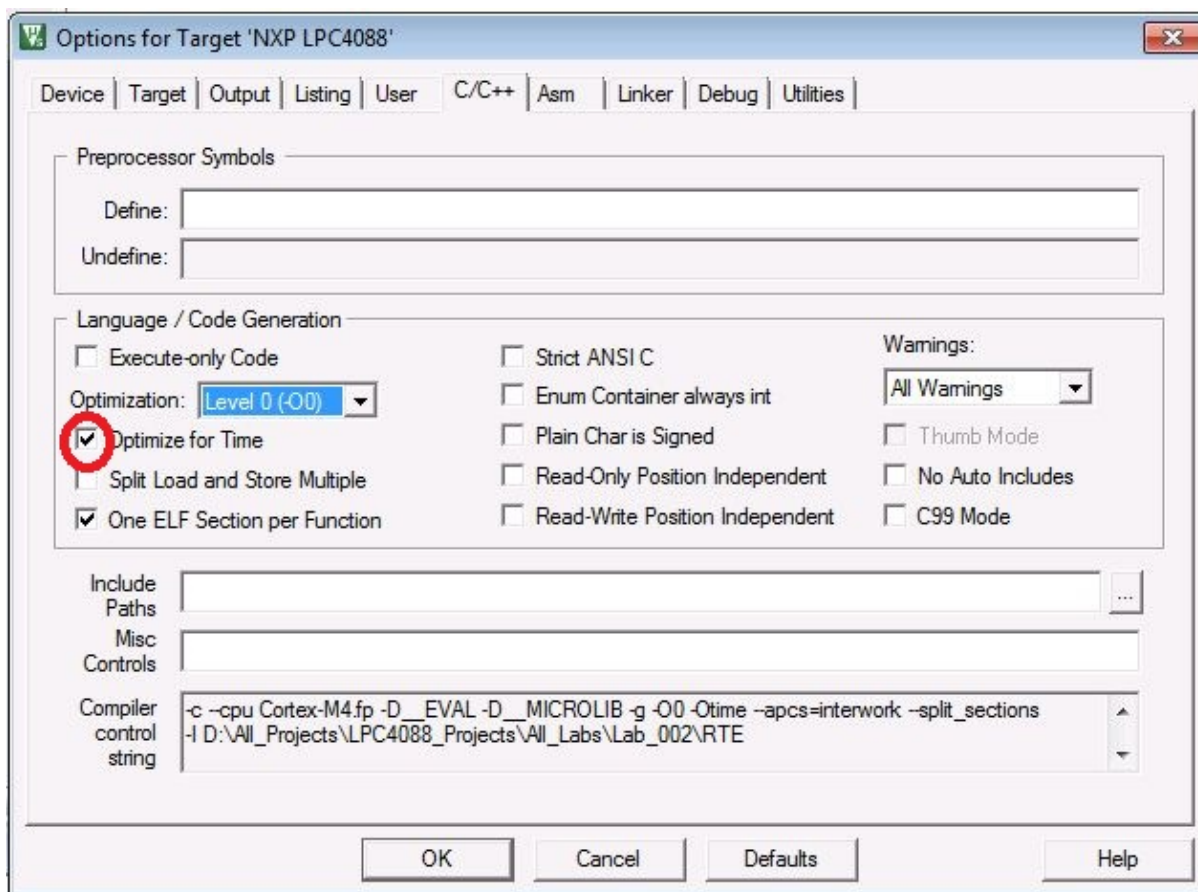 Options for Target 'NXP LPC4088'
Device Target Output Listing User C/C++ Asm Linker Debug Utilities
Preprocessor Symbols
Define:
Undefine:
Language / Code Generation
Execute-only Code
Optimization: Level 0 (-O0)
Optimize for Time
Split Load and Store Multiple
One ELF Section per Function
Strict ANSI C
Enum Container always int
Plain Char is Signed
Read-Only Position Independent
Read-Write Position Independent
Warnings:
All Warnings
Thumb Mode
No Auto Includes
C99 Mode
Include
Paths
...
Misc
Controls
Compiler
control
string
-c --cpu Cortex-M4.fp -D__EVAL -D__MICROLIB -g -O0 -Otime --apcs=interwork --split_sections
-I D:\All_Projects\LPC4088_Projects\All_Labs\Lab_002\RTE
OK Cancel Defaults Help